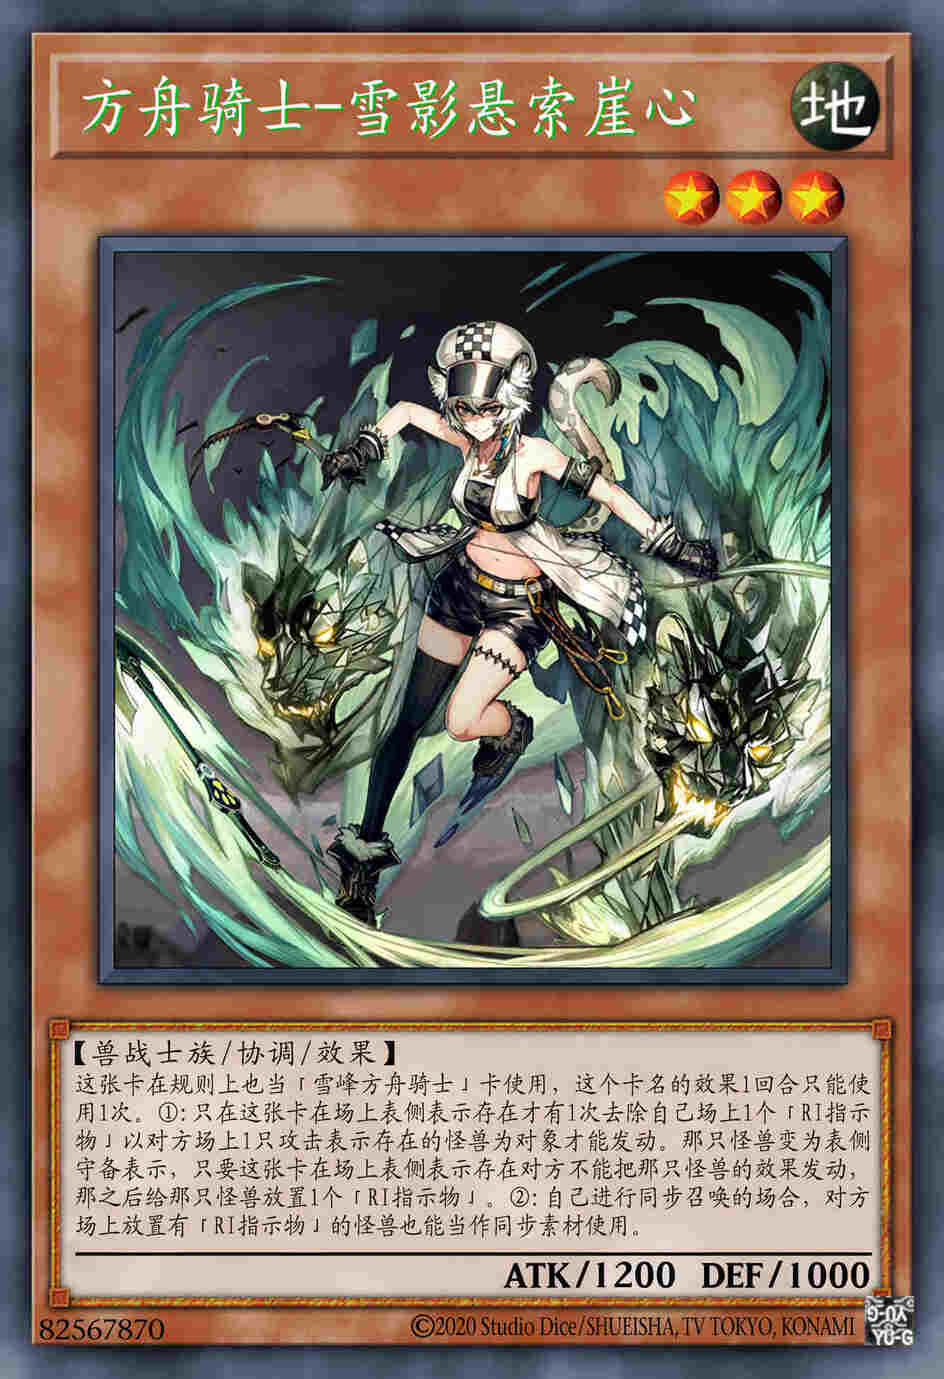 方舟骑士-雪影悬索崖心
地
【兽战士族/协调/效果】
这张卡在规则上也当「雪峰方舟骑士」卡使用，这个卡名的效果1回合只能使
用1次。①:只在这张卡在场上表侧表示存在才有1次去除自己场上1个「RI指示
物」以对方场上1只攻击表示存在的怪兽为对象才能发动。那只怪兽变为表侧
守备表示，只要这张卡在场上表侧表示存在对方不能把那只怪兽的效果发动，
那之后给那只怪兽放置1个「RI指示物」。②:自己进行同步召唤的场合，对方
场上放置有「RI指示物」的怪兽也能当作同步素材使用。
ATK/1200 DEF/1000
82567870
©2020 Studio Dice/SHUEISHA, TV TOKYO, KONAMI